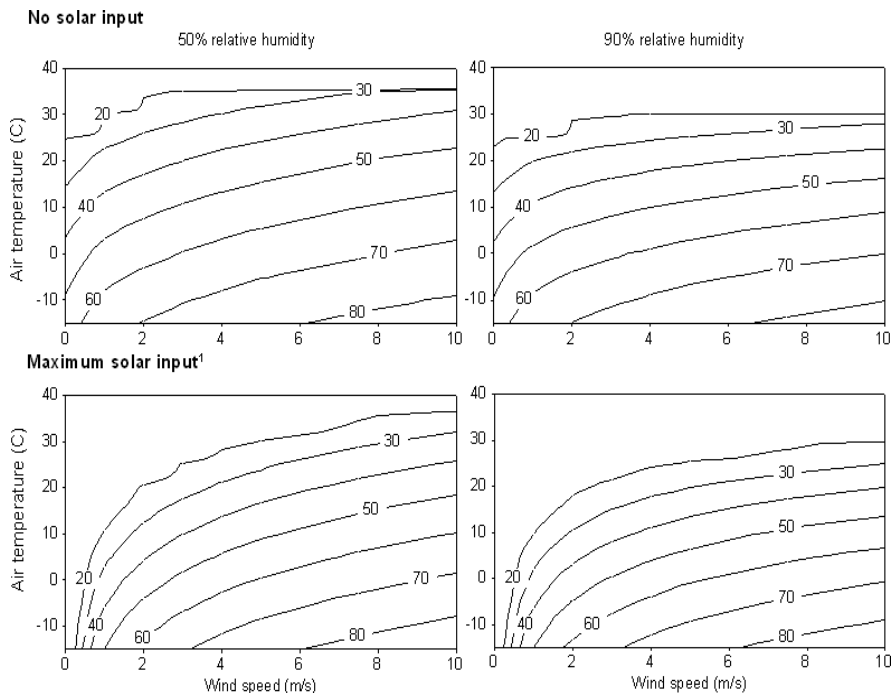 No solar input
50% relative humidity 90% relative humidity
40 40
30 20 30 30 20 30
20 50 20 50
10 40 10 40
0 70 0 70
-10 60 80 -10 60 80
0 2 4 6 8 10 0 2 4 6 8 10
Air temperature (C)
Maximum solar input¹
40 40
30 30 30 30
20 50 20 50
10 10
0 20 70 0 20 70
-10 40 60 80 -10 40 60 80
0 2 4 6 8 10 0 2 4 6 8 10
Air temperature (C)
Wind speed (m/s) Wind speed (m/s)